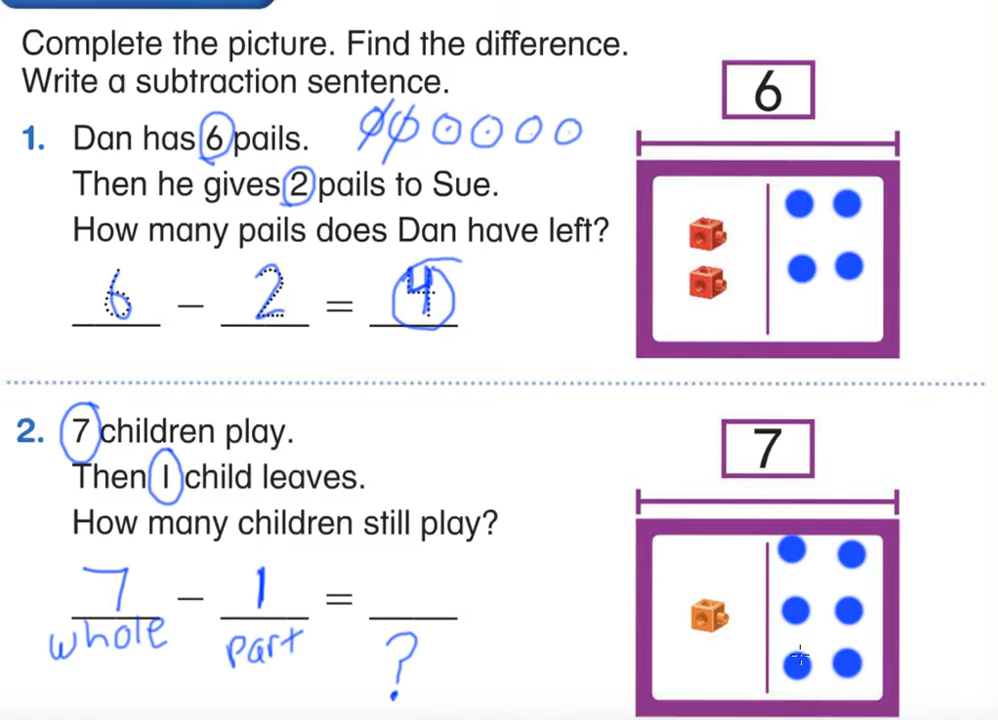 Complete the picture. Find the difference.
Write a subtraction sentence.
6
1. Dan has 6 pails.
Then he gives 2 pails to Sue.
How many pails does Dan have left?
6 − 2 = 4
2. 7 children play.
Then 1 child leaves.
How many children still play?
7
7 − 1 = ___
whole part ?